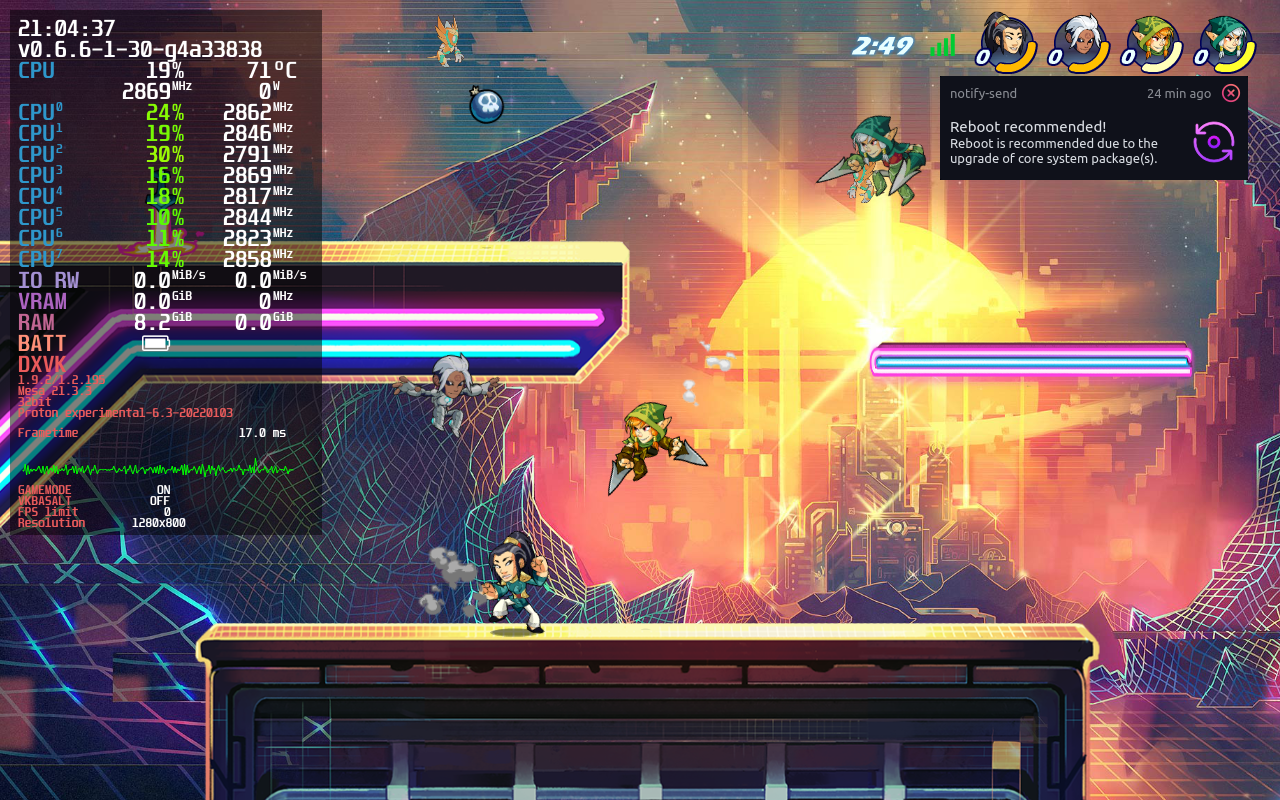 21:04:37
v0.6.6-1-30-g4a33838
CPU 19% 71°C
2869MHz 0W
CPU0 24% 2862MHz
CPU1 19% 2846MHz
CPU2 30% 2791MHz
CPU3 16% 2869MHz
CPU4 18% 2817MHz
CPU5 10% 2844MHz
CPU6 11% 2823MHz
CPU7 14% 2858MHz
IO RW 0.0MiB/s 0.0MiB/s
VRAM 0.0GiB 0MHz
RAM 8.2GiB 0.0GiB
BATT
DXVK
Mesa 21.3.3
32bit
Proton experimental-6.3-20220103
Frametime 17.0 ms
GAMEMODE ON
VKBASALT OFF
FPS limit 0
Resolution 1280x800
2:49
0 0 0 0
notify-send 24 min ago
Reboot recommended!
Reboot is recommended due to the
upgrade of core system package(s).